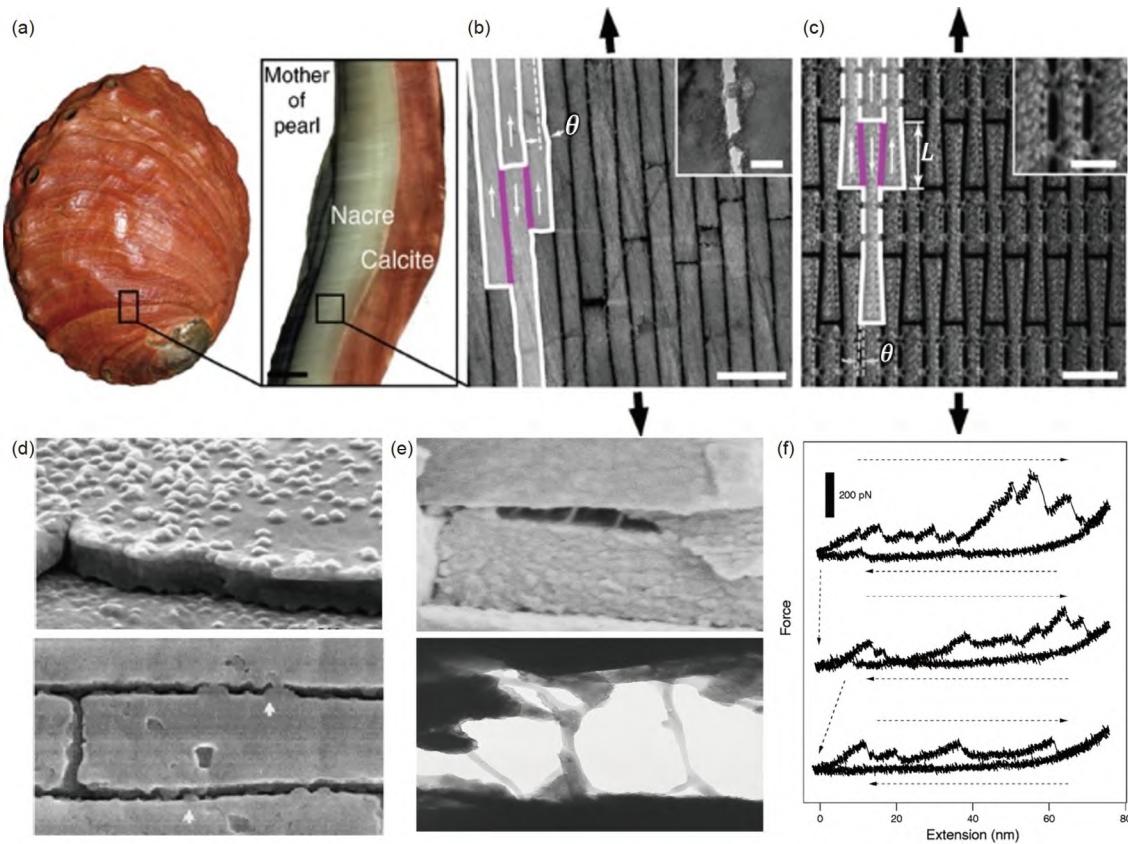 (a)
Mother
of
pearl
Nacre
Calcite
(b)
θ
(c)
L
θ
(d)
(e)
(f)
200 pN
Force
0
20
40
60
80
Extension (nm)